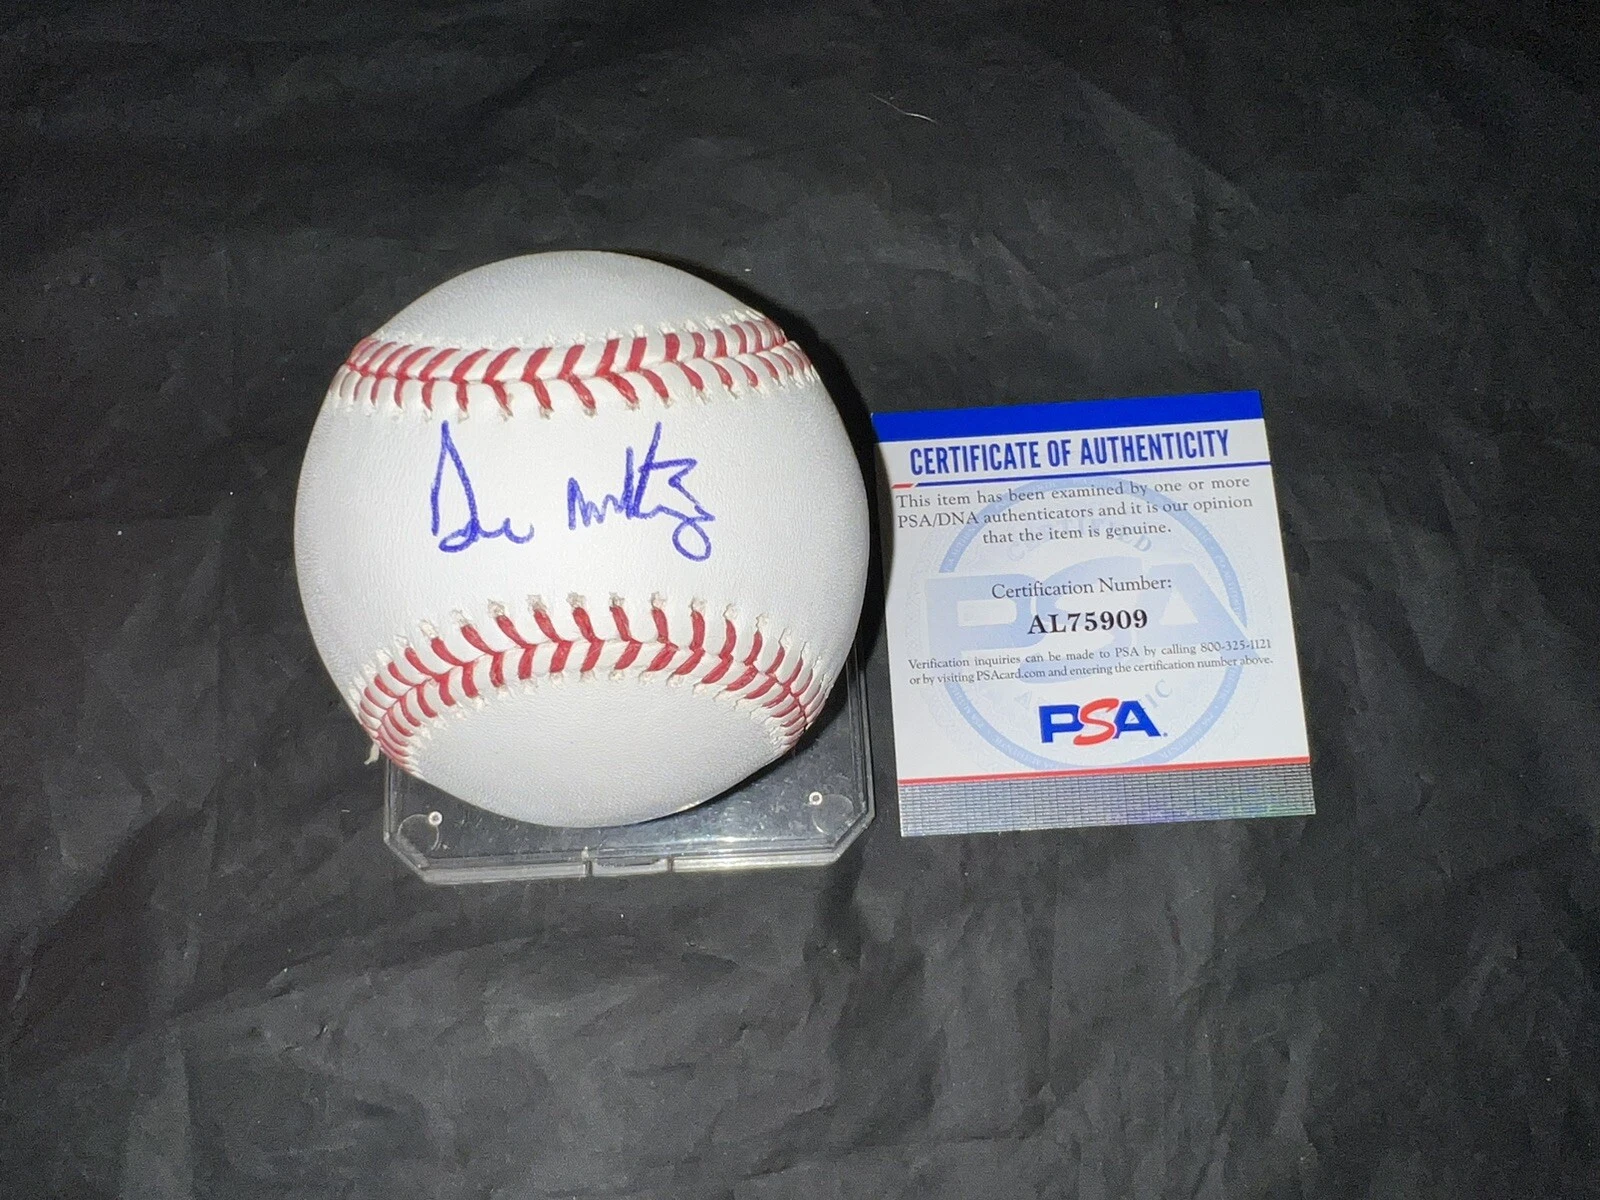 CERTIFICATE OF AUTHENTICITY
This item has been examined by one or more
PSA/DNA authenticators and it is our opinion
that the item is genuine.
Certification Number:
AL75909
Verification inquiries can be made to PSA by calling 800-325-1121
or by visiting PSAcard.com and entering the certification number above.
PSA